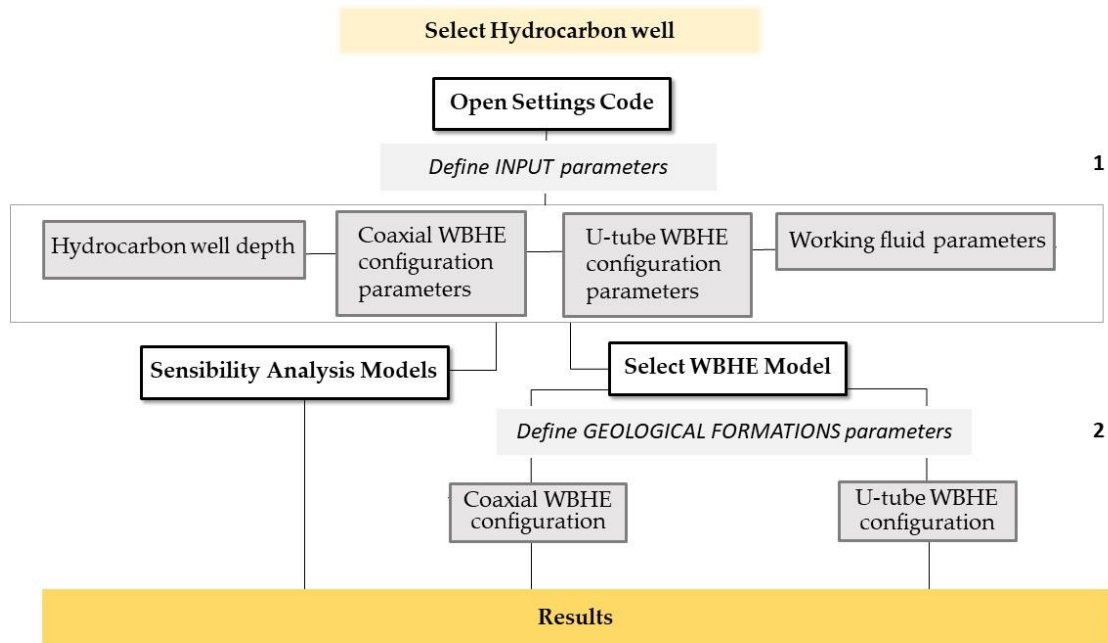 Select Hydrocarbon well
Open Settings Code
Define INPUT parameters
1
Hydrocarbon well depth
Coaxial WBHE
configuration
parameters
U-tube WBHE
configuration
parameters
Working fluid parameters
Sensibility Analysis Models
Select WBHE Model
Define GEOLOGICAL FORMATIONS parameters
2
Coaxial WBHE
configuration
U-tube WBHE
configuration
Results